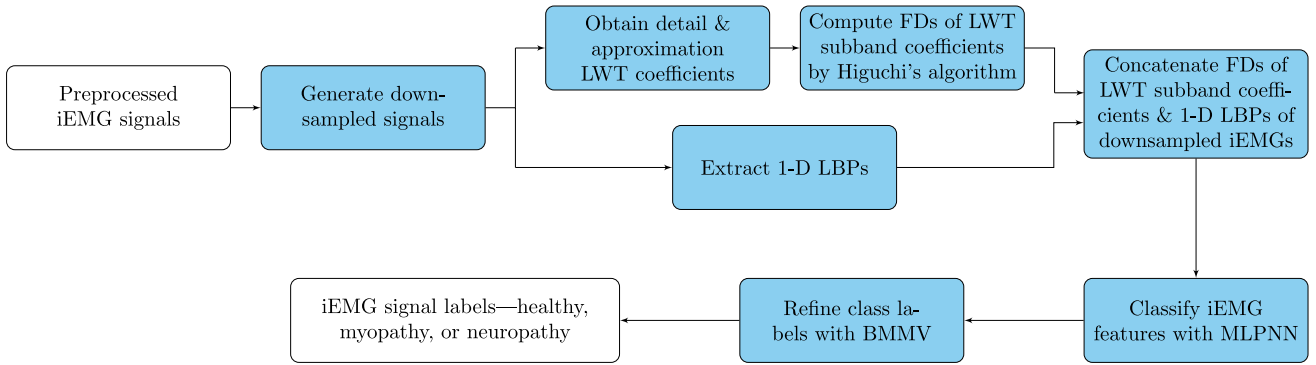 Preprocessed
iEMG signals
Generate down-
sampled signals
Obtain detail &
approximation
LWT coefficients
Compute FDs of LWT
subband coefficients
by Higuchi's algorithm
Extract 1-D LBPs
Concatenate FDs of
LWT subband coeffi-
cients & 1-D LBPs of
downsampled iEMGs
Classify iEMG
features with MLPNN
Refine class la-
bels with BMMV
iEMG signal labels—healthy,
myopathy, or neuropathy